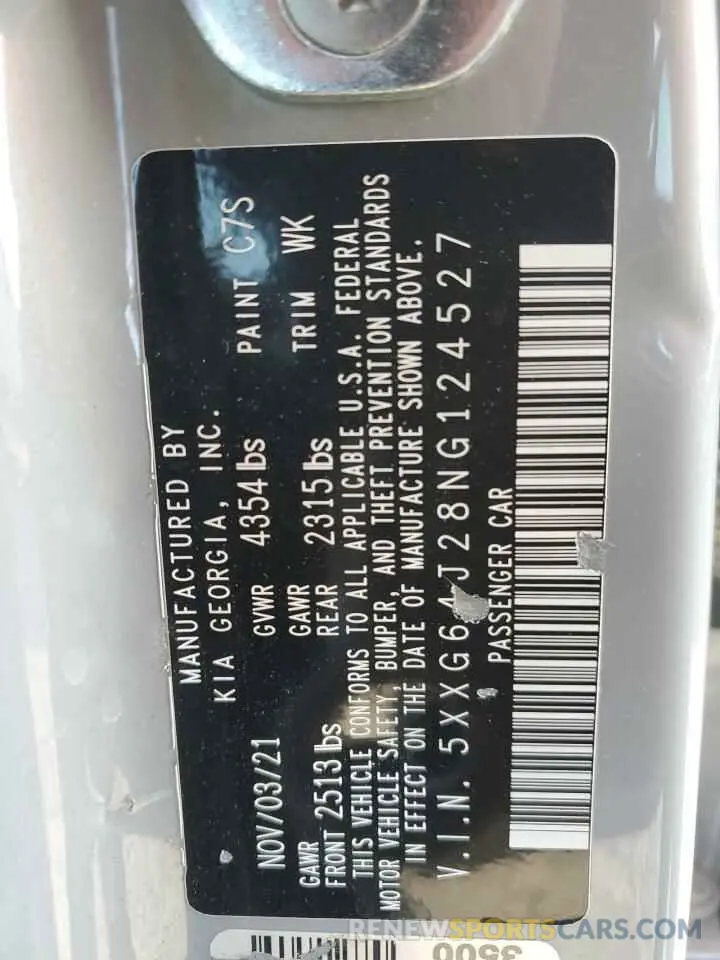 MANUFACTURED BY
KIA GEORGIA, INC.
NOV/03/21 GVWR 4354 lbs PAINT C7S
GAWR FRONT 2513 lbs GAWR REAR 2315 lbs TRIM WK
THIS VEHICLE CONFORMS TO ALL APPLICABLE U.S.A. FEDERAL
MOTOR VEHICLE SAFETY, BUMPER, AND THEFT PREVENTION STANDARDS
IN EFFECT ON THE DATE OF MANUFACTURE SHOWN ABOVE.
V.I.N. 5XXG64J28NG124527
PASSENGER CAR
3500
RENEWSPORTSCARS.COM